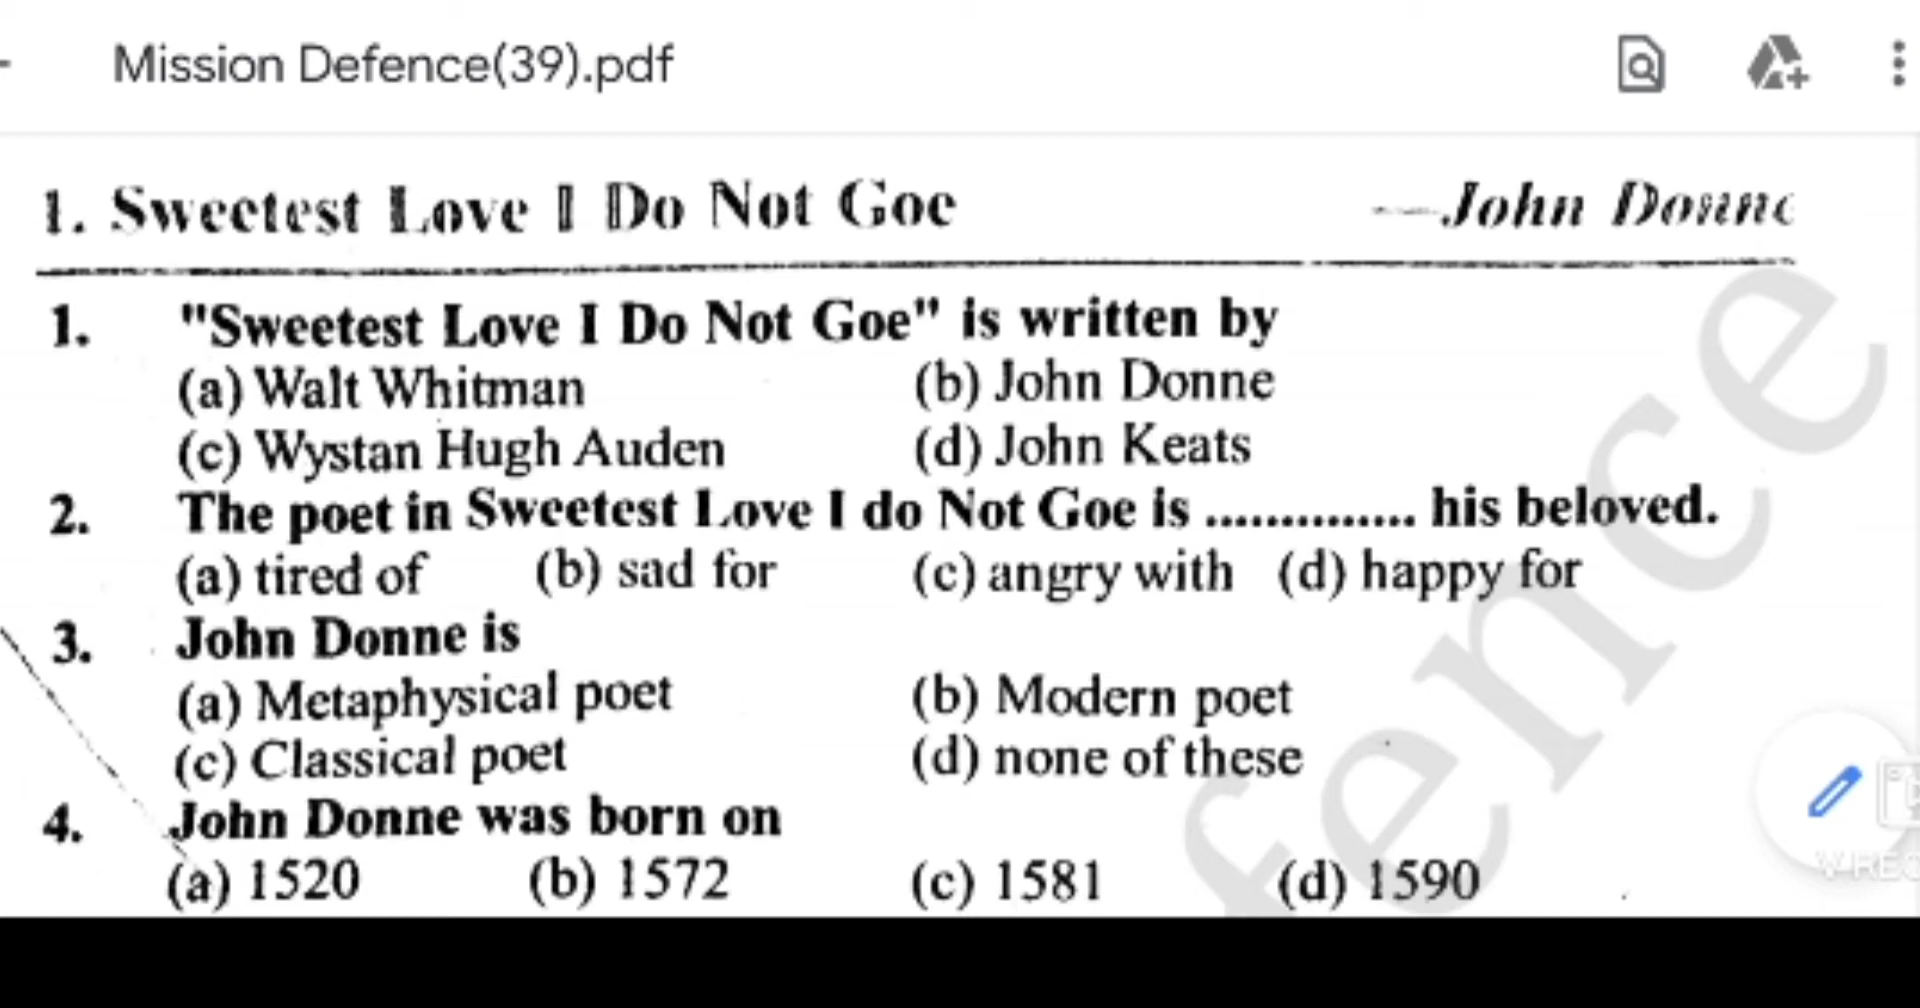 Mission Defence(39).pdf
1. Sweetest Love I Do Not Goe —John Donne
1. "Sweetest Love I Do Not Goe" is written by
(a) Walt Whitman (b) John Donne
(c) Wystan Hugh Auden (d) John Keats
2. The poet in Sweetest Love I do Not Goe is .............. his beloved.
(a) tired of (b) sad for (c) angry with (d) happy for
3. John Donne is
(a) Metaphysical poet (b) Modern poet
(c) Classical poet (d) none of these
4. John Donne was born on
(a) 1520 (b) 1572 (c) 1581 (d) 1590
fence